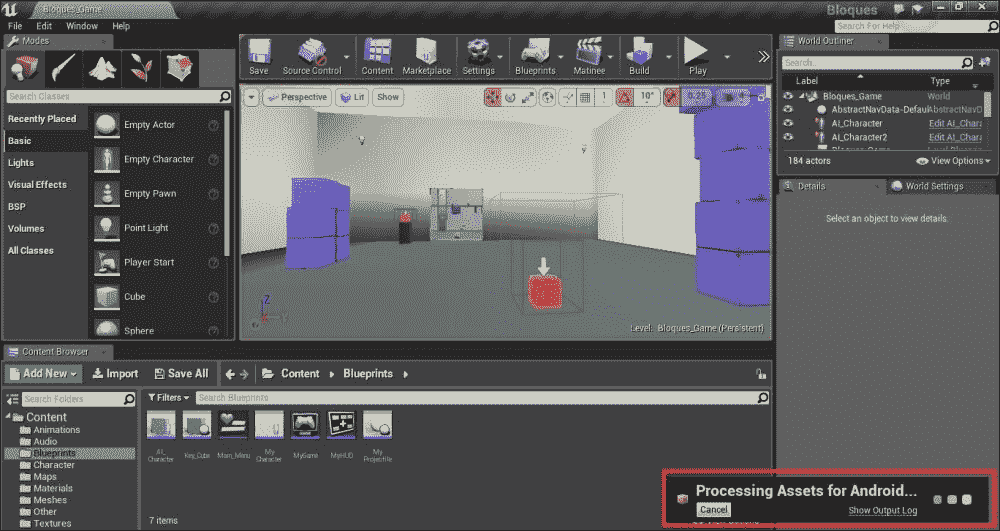 Bloques_Game
Bloques
File Edit Window Help
Search For Help
Modes
World Outliner
Save
Source Control
Content
Marketplace
Settings
Blueprints
Matinee
Build
Play
Search...
Search Classes
Label
Type
Perspective
Lit
Show
1
10°
Recently Placed
Basic
Lights
Visual Effects
BSP
Volumes
All Classes
Empty Actor
Empty Character
Empty Pawn
Point Light
Player Start
Cube
Sphere
Bloques_Game World
AbstractNavData-Default AbstractNavD
AI_Character Edit AI_Chara
AI_Character2 Edit AI_Chara
184 actors
View Options
Details
World Settings
Select an object to view details.
Z
Level: Bloques_Game (Persistent)
Content Browser
Add New
Import
Save All
Content
Blueprints
Search Folders
Filters
Search Blueprints
Content
Animations
Audio
Blueprints
Character
Maps
Materials
Meshes
Other
Textures
AI_
Character
Key_Cube
Main_Menu
My
Character
MyGame
MyHUD
My
Projectile
7 items
Processing Assets for Android...
Cancel
Show Output Log